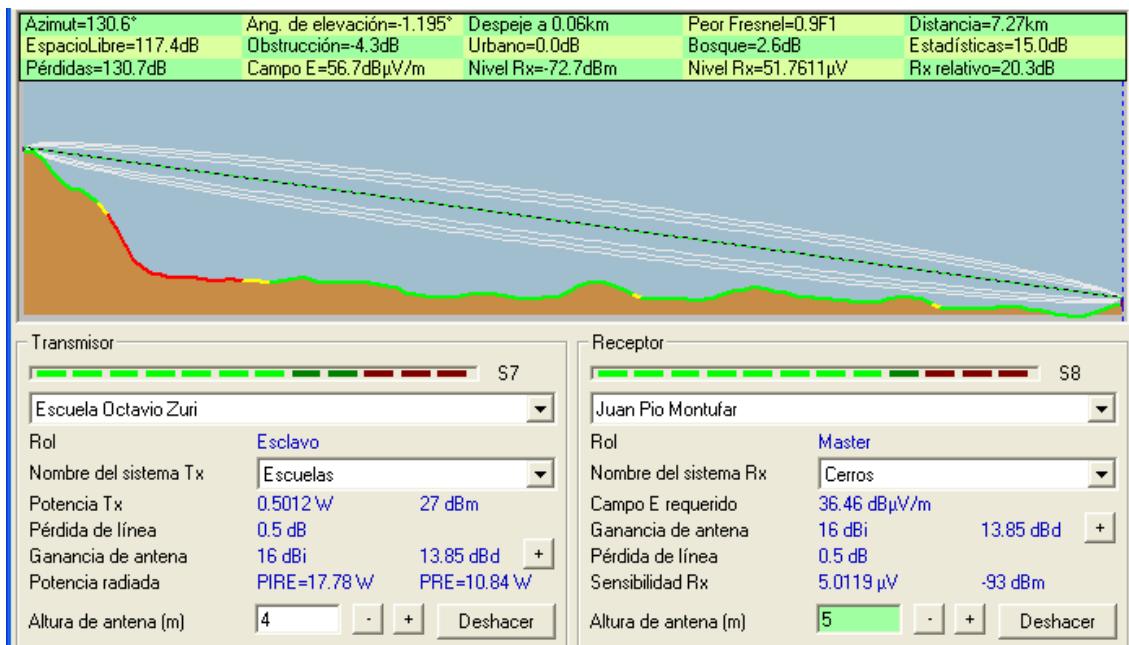 Azimut=130.6° Ang. de elevación=-1.195° Despeje a 0.06km Peor Fresnel=0.9F1 Distancia=7.27km
EspacioLibre=117.4dB Obstrucción=-4.3dB Urbano=0.0dB Bosque=2.6dB Estadísticas=15.0dB
Pérdidas=130.7dB Campo E=56.7dBµV/m Nivel Rx=-72.7dBm Nivel Rx=51.7611µV Rx relativo=20.3dB
Transmisor
S7
Escuela Octavio Zuri
Rol Esclavo
Nombre del sistema Tx Escuelas
Potencia Tx 0.5012 W 27 dBm
Pérdida de línea 0.5 dB
Ganancia de antena 16 dBi 13.85 dBd +
Potencia radiada PIRE=17.78 W PRE=10.84 W
Altura de antena (m) 4 - + Deshacer
Receptor
S8
Juan Pio Montufar
Rol Master
Nombre del sistema Rx Cerros
Campo E requerido 36.46 dBµV/m
Ganancia de antena 16 dBi 13.85 dBd +
Pérdida de línea 0.5 dB
Sensibilidad Rx 5.0119 µV -93 dBm
Altura de antena (m) 5 - + Deshacer